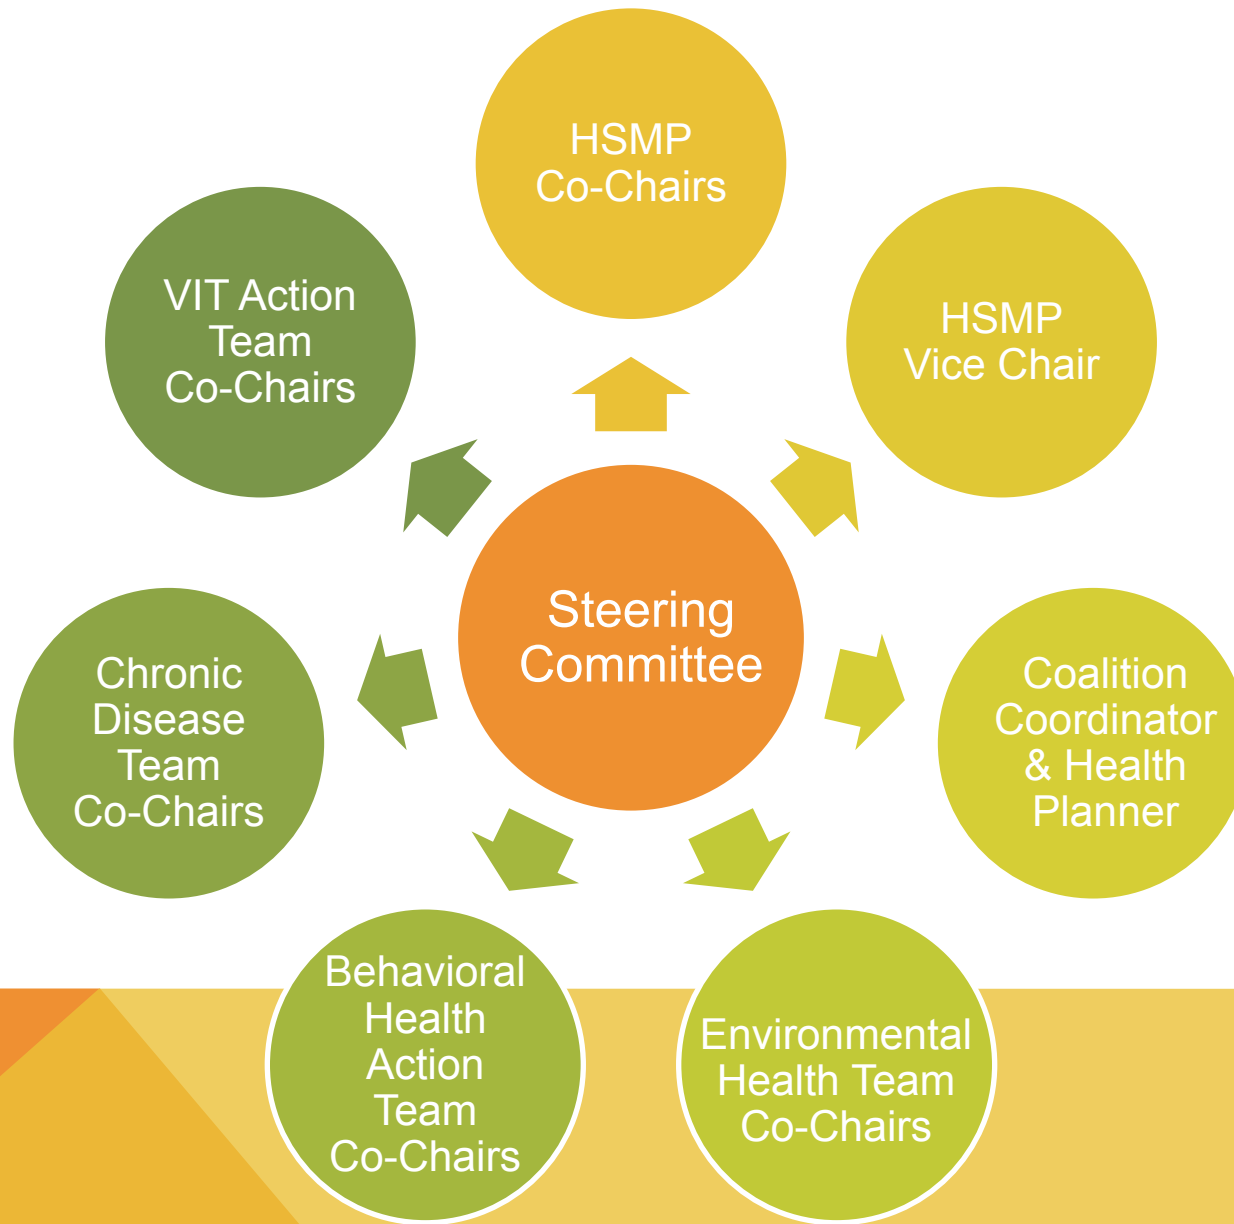 HSMP
Co-Chairs
HSMP
Vice Chair
Coalition
Coordinator
& Health
Planner
Environmental
Health Team
Co-Chairs
Behavioral
Health
Action
Team
Co-Chairs
Chronic
Disease
Team
Co-Chairs
VIT Action
Team
Co-Chairs
Steering
Committee